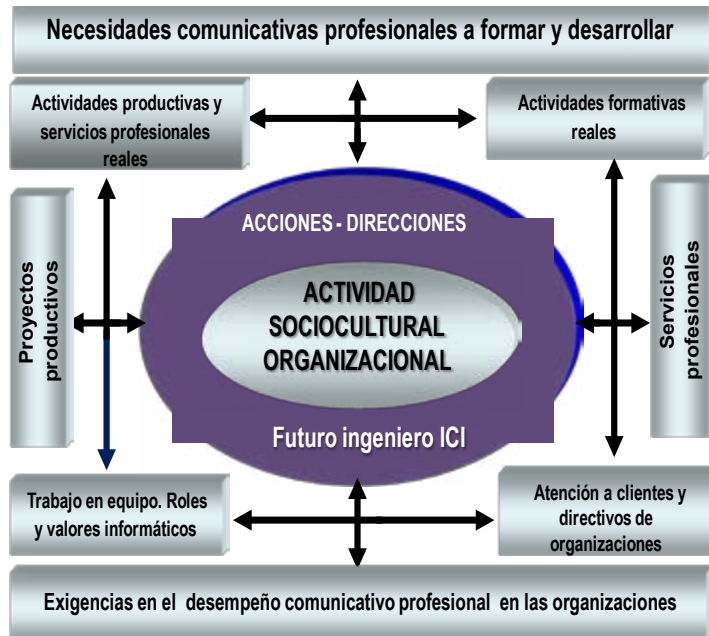 Necesidades comunicativas profesionales a formar y desarrollar
Actividades productivas y
servicios profesionales
reales
Actividades formativas
reales
ACCIONES - DIRECCIONES
Proyectos
productivos
ACTIVIDAD
SOCIOCULTURAL
ORGANIZACIONAL
Servicios
profesionales
Futuro ingeniero ICI
Trabajo en equipo. Roles
y valores informáticos
Atención a clientes y
directivos de
organizaciones
Exigencias en el desempeño comunicativo profesional en las organizaciones